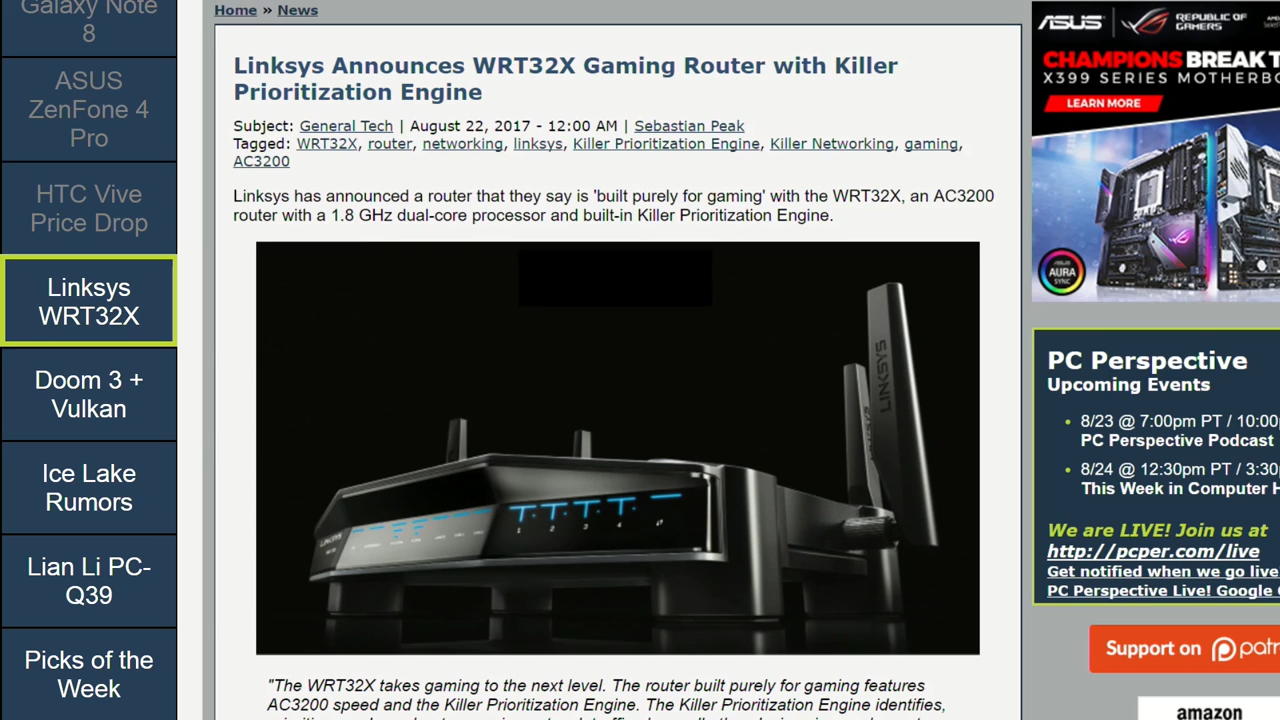 Galaxy Note
8
ASUS
ZenFone 4
Pro
HTC Vive
Price Drop
Linksys
WRT32X
Doom 3 +
Vulkan
Ice Lake
Rumors
Lian Li PC-
Q39
Picks of the
Week
Home » News
Linksys Announces WRT32X Gaming Router with Killer
Prioritization Engine
Subject: General Tech | August 22, 2017 - 12:00 AM | Sebastian Peak
Tagged: WRT32X, router, networking, linksys, Killer Prioritization Engine, Killer Networking, gaming,
AC3200
Linksys has announced a router that they say is 'built purely for gaming' with the WRT32X, an AC3200
router with a 1.8 GHz dual-core processor and built-in Killer Prioritization Engine.
LINKSYS
LINKSYS
1 2 3 4
"The WRT32X takes gaming to the next level. The router built purely for gaming features
AC3200 speed and the Killer Prioritization Engine. The Killer Prioritization Engine identifies,
ASUS REPUBLIC OF
GAMERS
CHAMPIONS BREAK T
X399 SERIES MOTHERBO
LEARN MORE
ASUS
AURA
SYNC
PC Perspective
Upcoming Events
• 8/23 @ 7:00pm PT / 10:00p
PC Perspective Podcast
• 8/24 @ 12:30pm PT / 3:30
This Week in Computer H
We are LIVE! Join us at
http://pcper.com/live
Get notified when we go live
PC Perspective Live! Google C
Support on patr
amazon